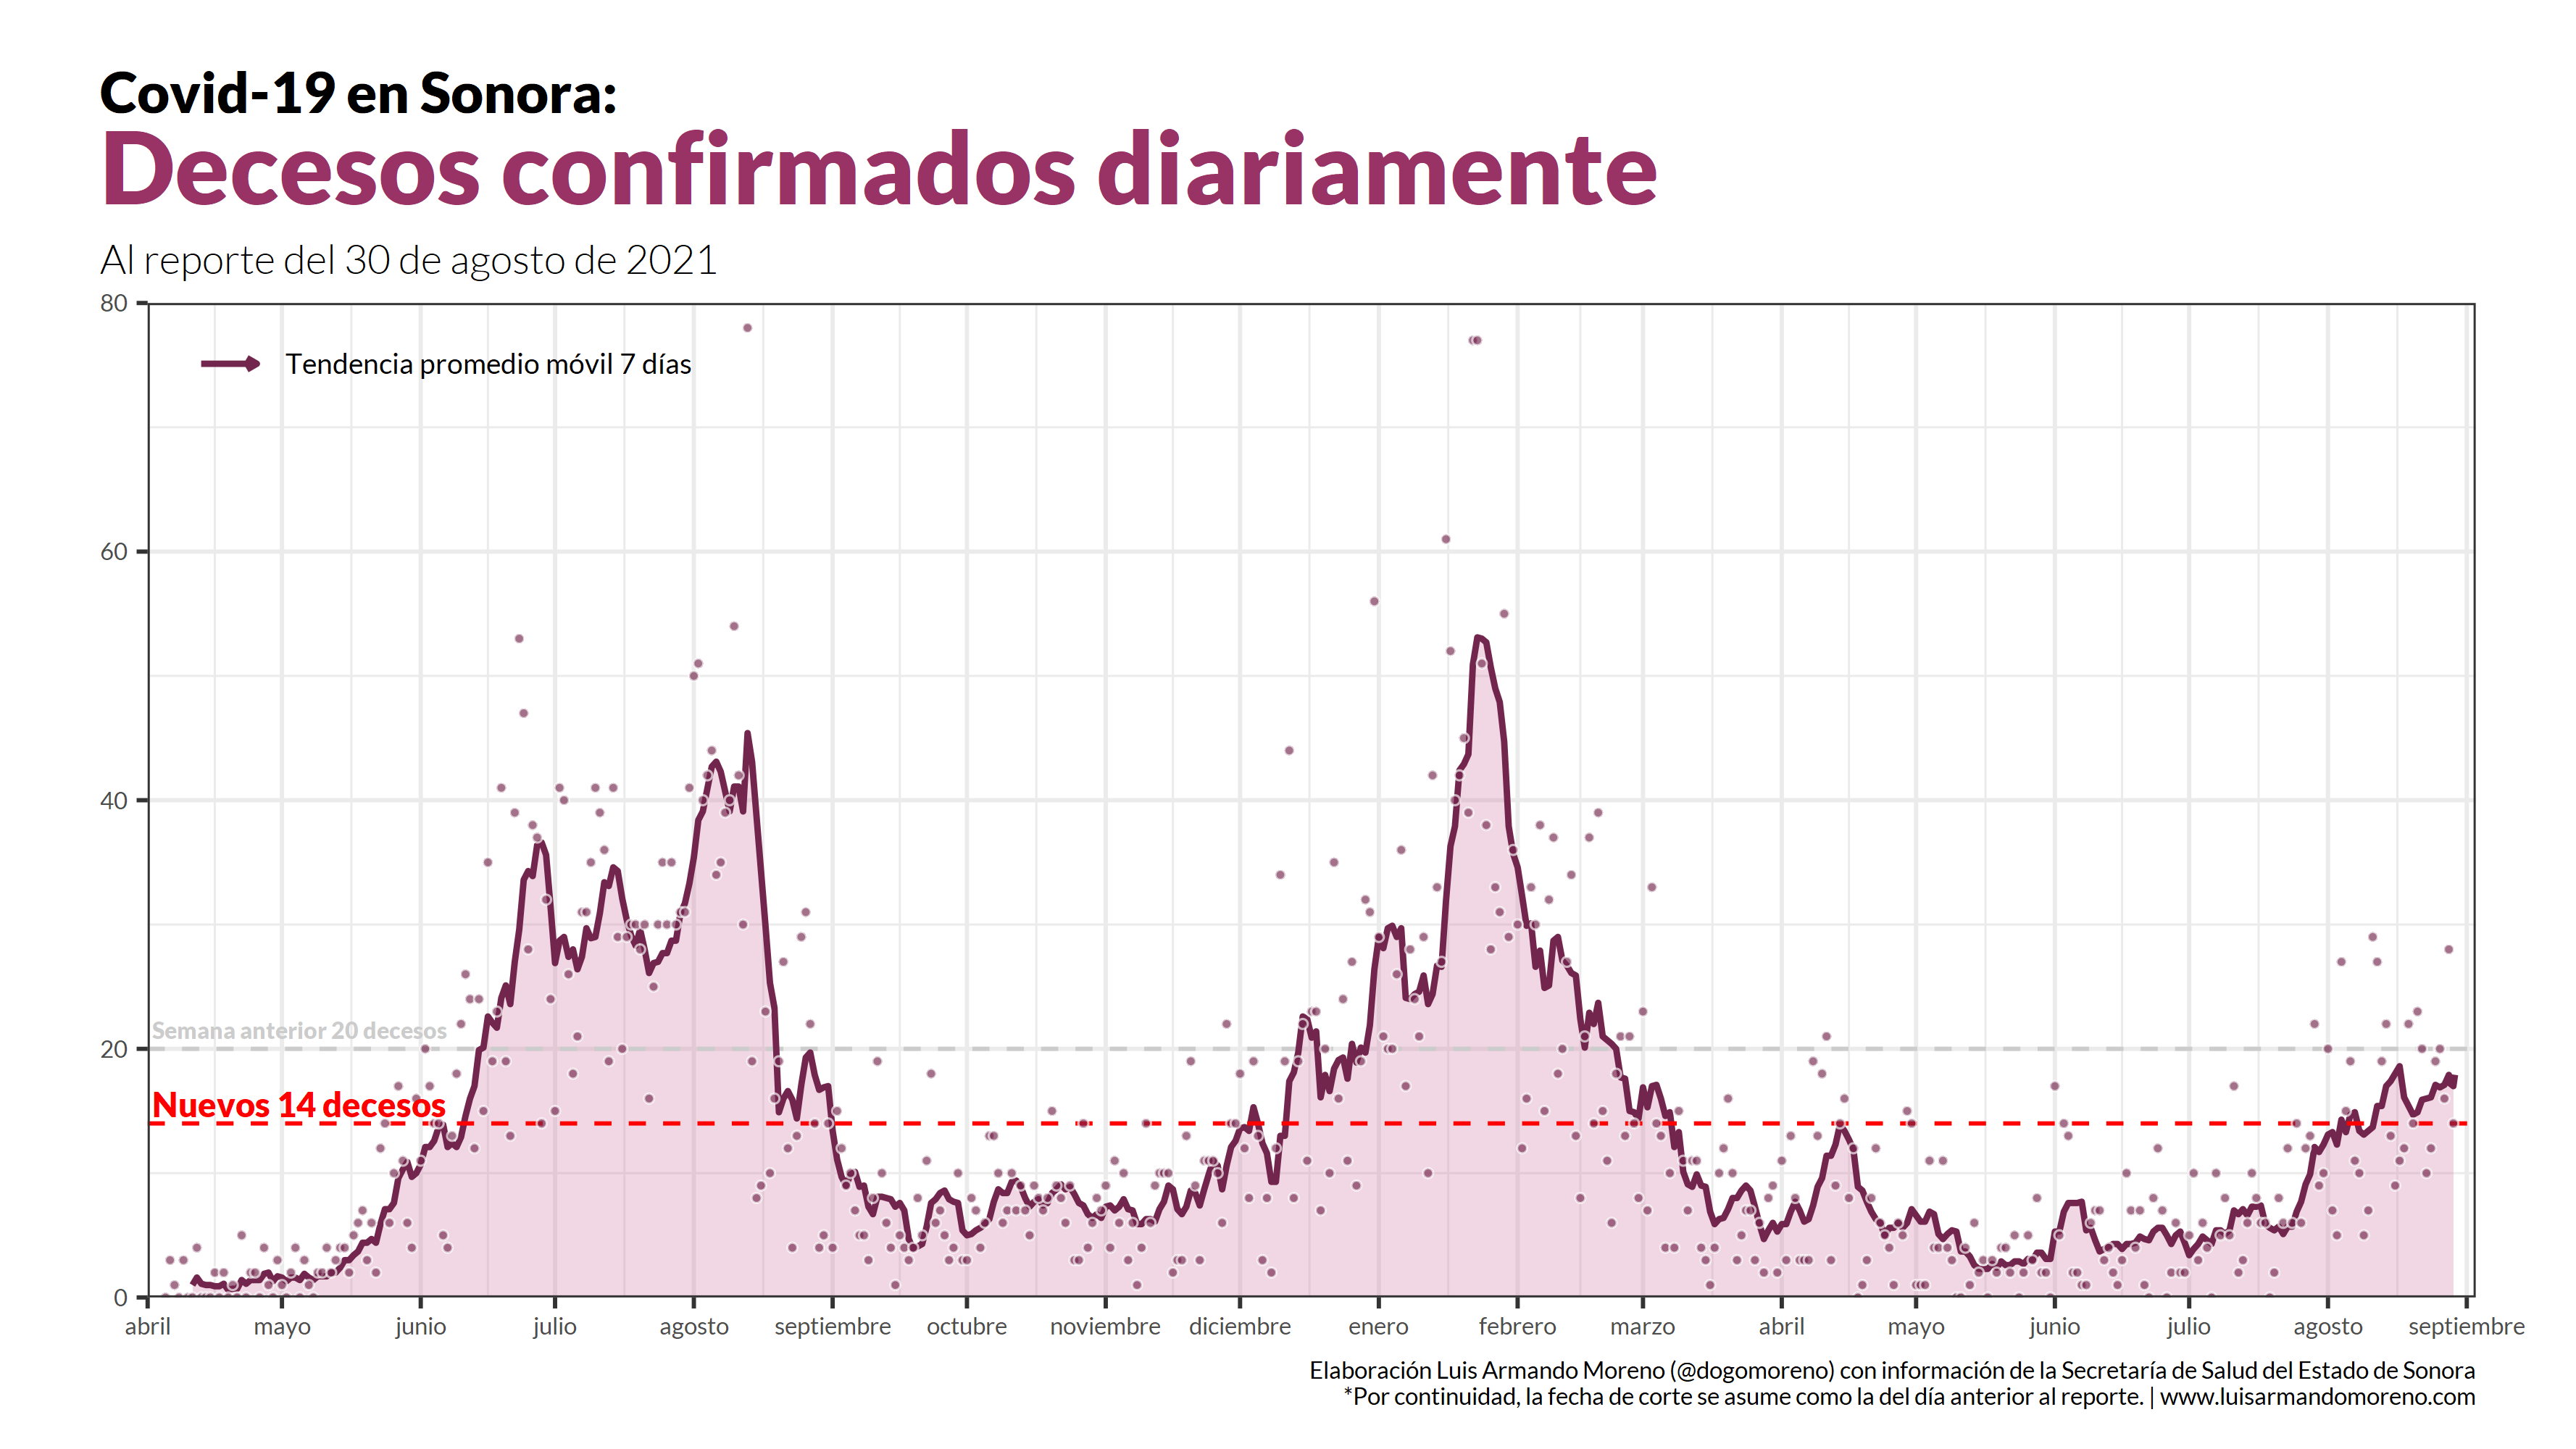 Covid-19 en Sonora:
Decesos confirmados diariamente
Al reporte del 30 de agosto de 2021
80
Tendencia promedio móvil 7 días
60
40
Semana anterior 20 decesos
20
Nuevos 14 decesos
0
abril mayo junio julio agosto septiembre octubre noviembre diciembre enero febrero marzo abril mayo junio julio agosto septiembre
Elaboración Luis Armando Moreno (@dogomoreno) con información de la Secretaría de Salud del Estado de Sonora
*Por continuidad, la fecha de corte se asume como la del día anterior al reporte. | www.luisarmandomoreno.com